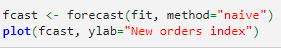 fcast <- forecast(fit, method="naive")
plot(fcast, ylab="New orders index")